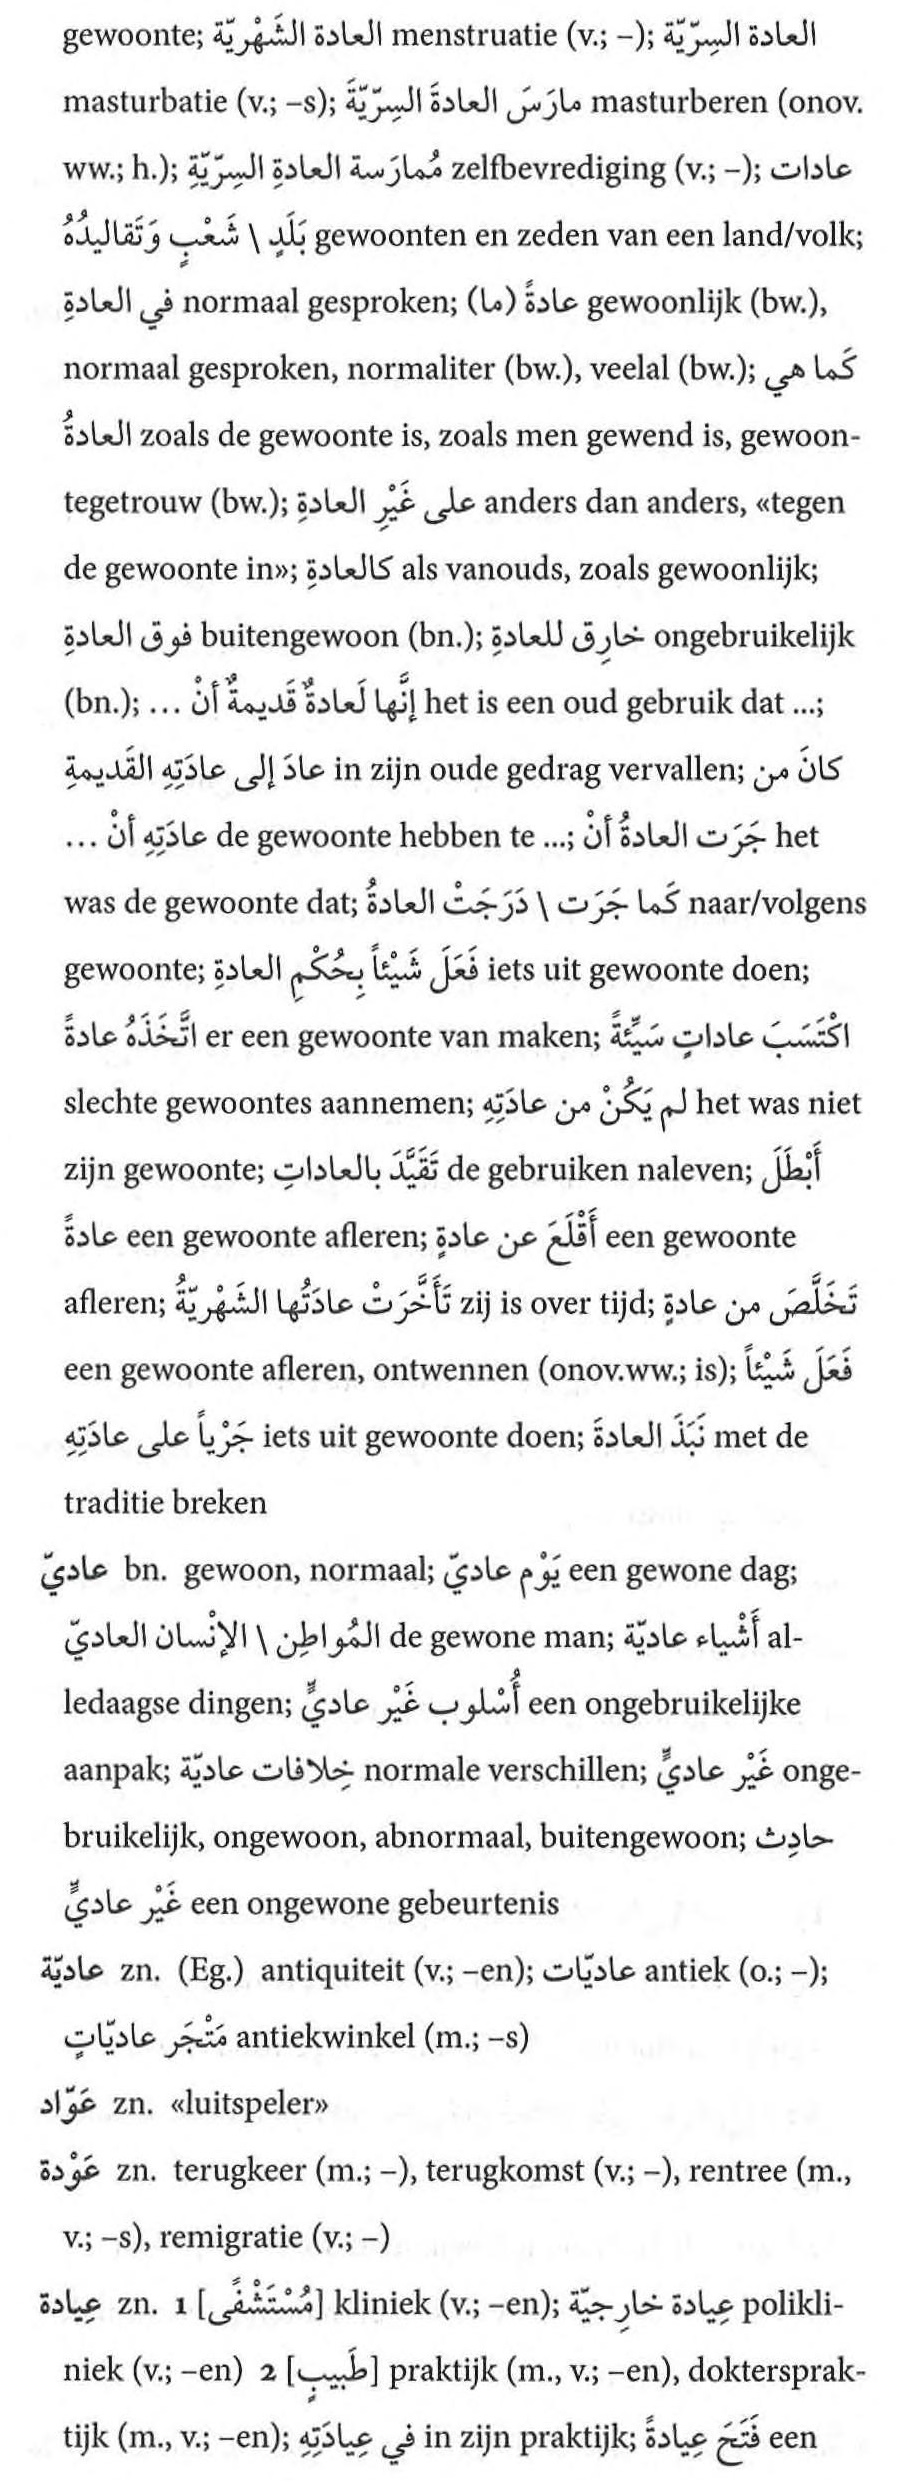 gewoonte; العادة الشَهْريّة menstruatie (v.; –); العادة السِرّيّة
masturbatie (v.; –s); مارَسَ العادةَ السِرّيّةَ masturberen (onov.
ww.; h.); مُمارَسة العادةِ السِرّيّةِ zelfbevrediging (v.; –); عادات
بَلَدٍ \ شَعْبٍ وَتَقاليدُهُ gewoonten en zeden van een land/volk;
في العادةِ normaal gesproken; عادةً (ما) gewoonlijk (bw.),
normaal gesproken, normaliter (bw.), veelal (bw.); كَما هي
العادةُ zoals de gewoonte is, zoals men gewend is, gewoon-
tegetrouw (bw.); على غَيْرِ العادةِ anders dan anders, «tegen
de gewoonte in»; كالعادةِ als vanouds, zoals gewoonlijk;
فوق العادةِ buitengewoon (bn.); خارِق للعادةِ ongebruikelijk
(bn.); إنَّها لَعادةٌ قَديمةٌ أنْ ... het is een oud gebruik dat ...;
عادَ إلى عادَتِهِ القَديمةِ in zijn oude gedrag vervallen; كانَ من
عادَتِهِ أنْ ... de gewoonte hebben te ...; جَرَت العادةُ أنْ het
was de gewoonte dat; كَما جَرَت \ دَرَجَتْ العادةُ naar/volgens
gewoonte; فَعَلَ شَيْئاً بِحُكْمِ العادةِ iets uit gewoonte doen;
اتَّخَذَهُ عادةً er een gewoonte van maken; اكْتَسَبَ عاداتٍ سَيِّئةً
slechte gewoontes aannemen; لم يَكُنْ من عادَتِهِ het was niet
zijn gewoonte; تَقَيَّدَ بالعاداتِ de gebruiken naleven; أَبْطَلَ
عادةً een gewoonte afleren; أَقْلَعَ عن عادةٍ een gewoonte
afleren; تَأَخَّرَتْ عادَتُها الشَهْريّةُ zij is over tijd; تَخَلَّصَ من عادةٍ
een gewoonte afleren, ontwennen (onov.ww.; is); فَعَلَ شَيْئاً
جَرْياً على عادَتِهِ iets uit gewoonte doen; نَبَذَ العادةَ met de
traditie breken
عاديّ bn. gewoon, normaal; يَوْم عاديّ een gewone dag;
المُواطِن \ الإنْسان العاديّ de gewone man; أَشْياء عاديّة al-
ledaagse dingen; أُسْلوب غَيْر عاديٍّ een ongebruikelijke
aanpak; خِلافات عاديّة normale verschillen; غَيْر عاديٍّ onge-
bruikelijk, ongewoon, abnormaal, buitengewoon; حادِث
غَيْر عاديٍّ een ongewone gebeurtenis
عاديّة zn. (Eg.) antiquiteit (v.; –en); عاديّات antiek (o.; –);
مَتْجَر عاديّاتٍ antiekwinkel (m.; –s)
عَوّاد zn. «luitspeler»
عَوْدة zn. terugkeer (m.; –), terugkomst (v.; –), rentree (m.,
v.; –s), remigratie (v.; –)
عِيادة zn. 1 [مُسْتَشْفًى] kliniek (v.; –en); عِيادة خارِجيّة polikli-
niek (v.; –en) 2 [طَبيبٍ] praktijk (m., v.; –en), dokterspra­k-
tijk (m., v.; –en); في عِيادَتِهِ in zijn praktijk; فَتَحَ عِيادةً een